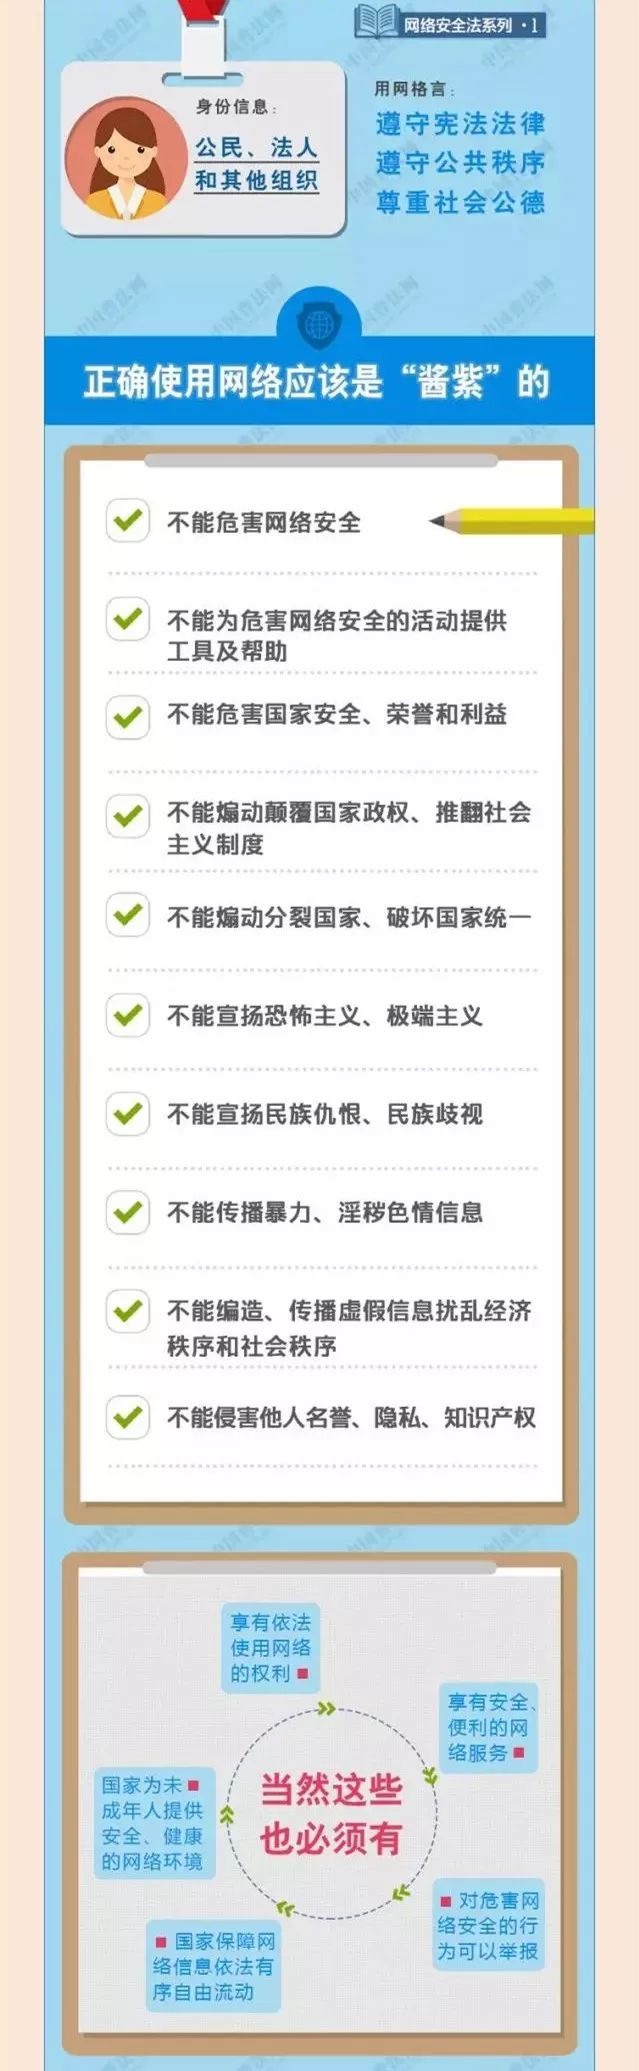 网络安全法系列·1
身份信息：
公民、法人
和其他组织
用网格言：
遵守宪法法律
遵守公共秩序
尊重社会公德
正确使用网络应该是“酱紫”的
不能危害网络安全
不能为危害网络安全的活动提供
工具及帮助
不能危害国家安全、荣誉和利益
不能煽动颠覆国家政权、推翻社会
主义制度
不能煽动分裂国家、破坏国家统一
不能宣扬恐怖主义、极端主义
不能宣扬民族仇恨、民族歧视
不能传播暴力、淫秽色情信息
不能编造、传播虚假信息扰乱经济
秩序和社会秩序
不能侵害他人名誉、隐私、知识产权
享有依法
使用网络
的权利
享有安全、
便利的网
络服务
当然这些
也必须有
国家为未
成年人提供
安全、健康
的网络环境
对危害网
络安全的行
为可以举报
国家保障网
络信息依法有
序自由流动
中国普法网